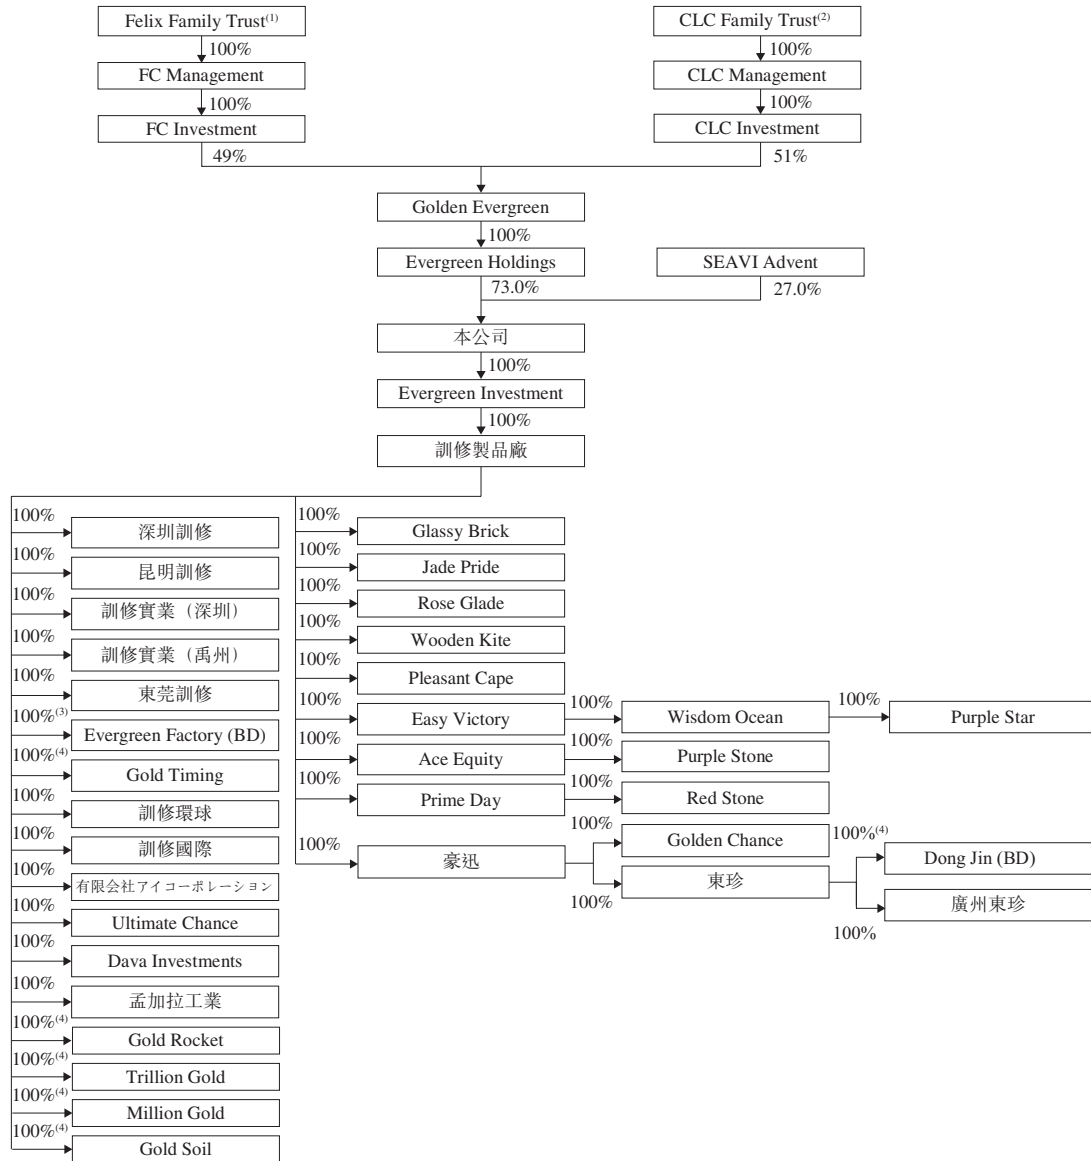 Felix Family Trust(1)
CLC Family Trust(2)
100%
100%
FC Management
CLC Management
100%
100%
FC Investment
CLC Investment
49%
51%
Golden Evergreen
100%
Evergreen Holdings
SEAVI Advent
73.0%
27.0%
本公司
100%
Evergreen Investment
100%
訓修製品廠
100%
深圳訓修
100%
昆明訓修
100%
訓修實業（深圳）
100%
訓修實業（禹州）
100%
東莞訓修
100%(3)
Evergreen Factory (BD)
100%(4)
Gold Timing
100%
訓修環球
100%
訓修國際
100%
有限会社アイコーポレーション
100%
Ultimate Chance
100%
Dava Investments
100%
孟加拉工業
100%(4)
Gold Rocket
100%(4)
Trillion Gold
100%(4)
Million Gold
100%(4)
Gold Soil
100%
Glassy Brick
100%
Jade Pride
100%
Rose Glade
100%
Wooden Kite
100%
Pleasant Cape
100%
Easy Victory
100%
Wisdom Ocean
100%
Purple Star
100%
Ace Equity
100%
Purple Stone
100%
Prime Day
100%
Red Stone
100%
豪迅
100%
Golden Chance
100%
東珍
100%(4)
Dong Jin (BD)
100%
廣州東珍